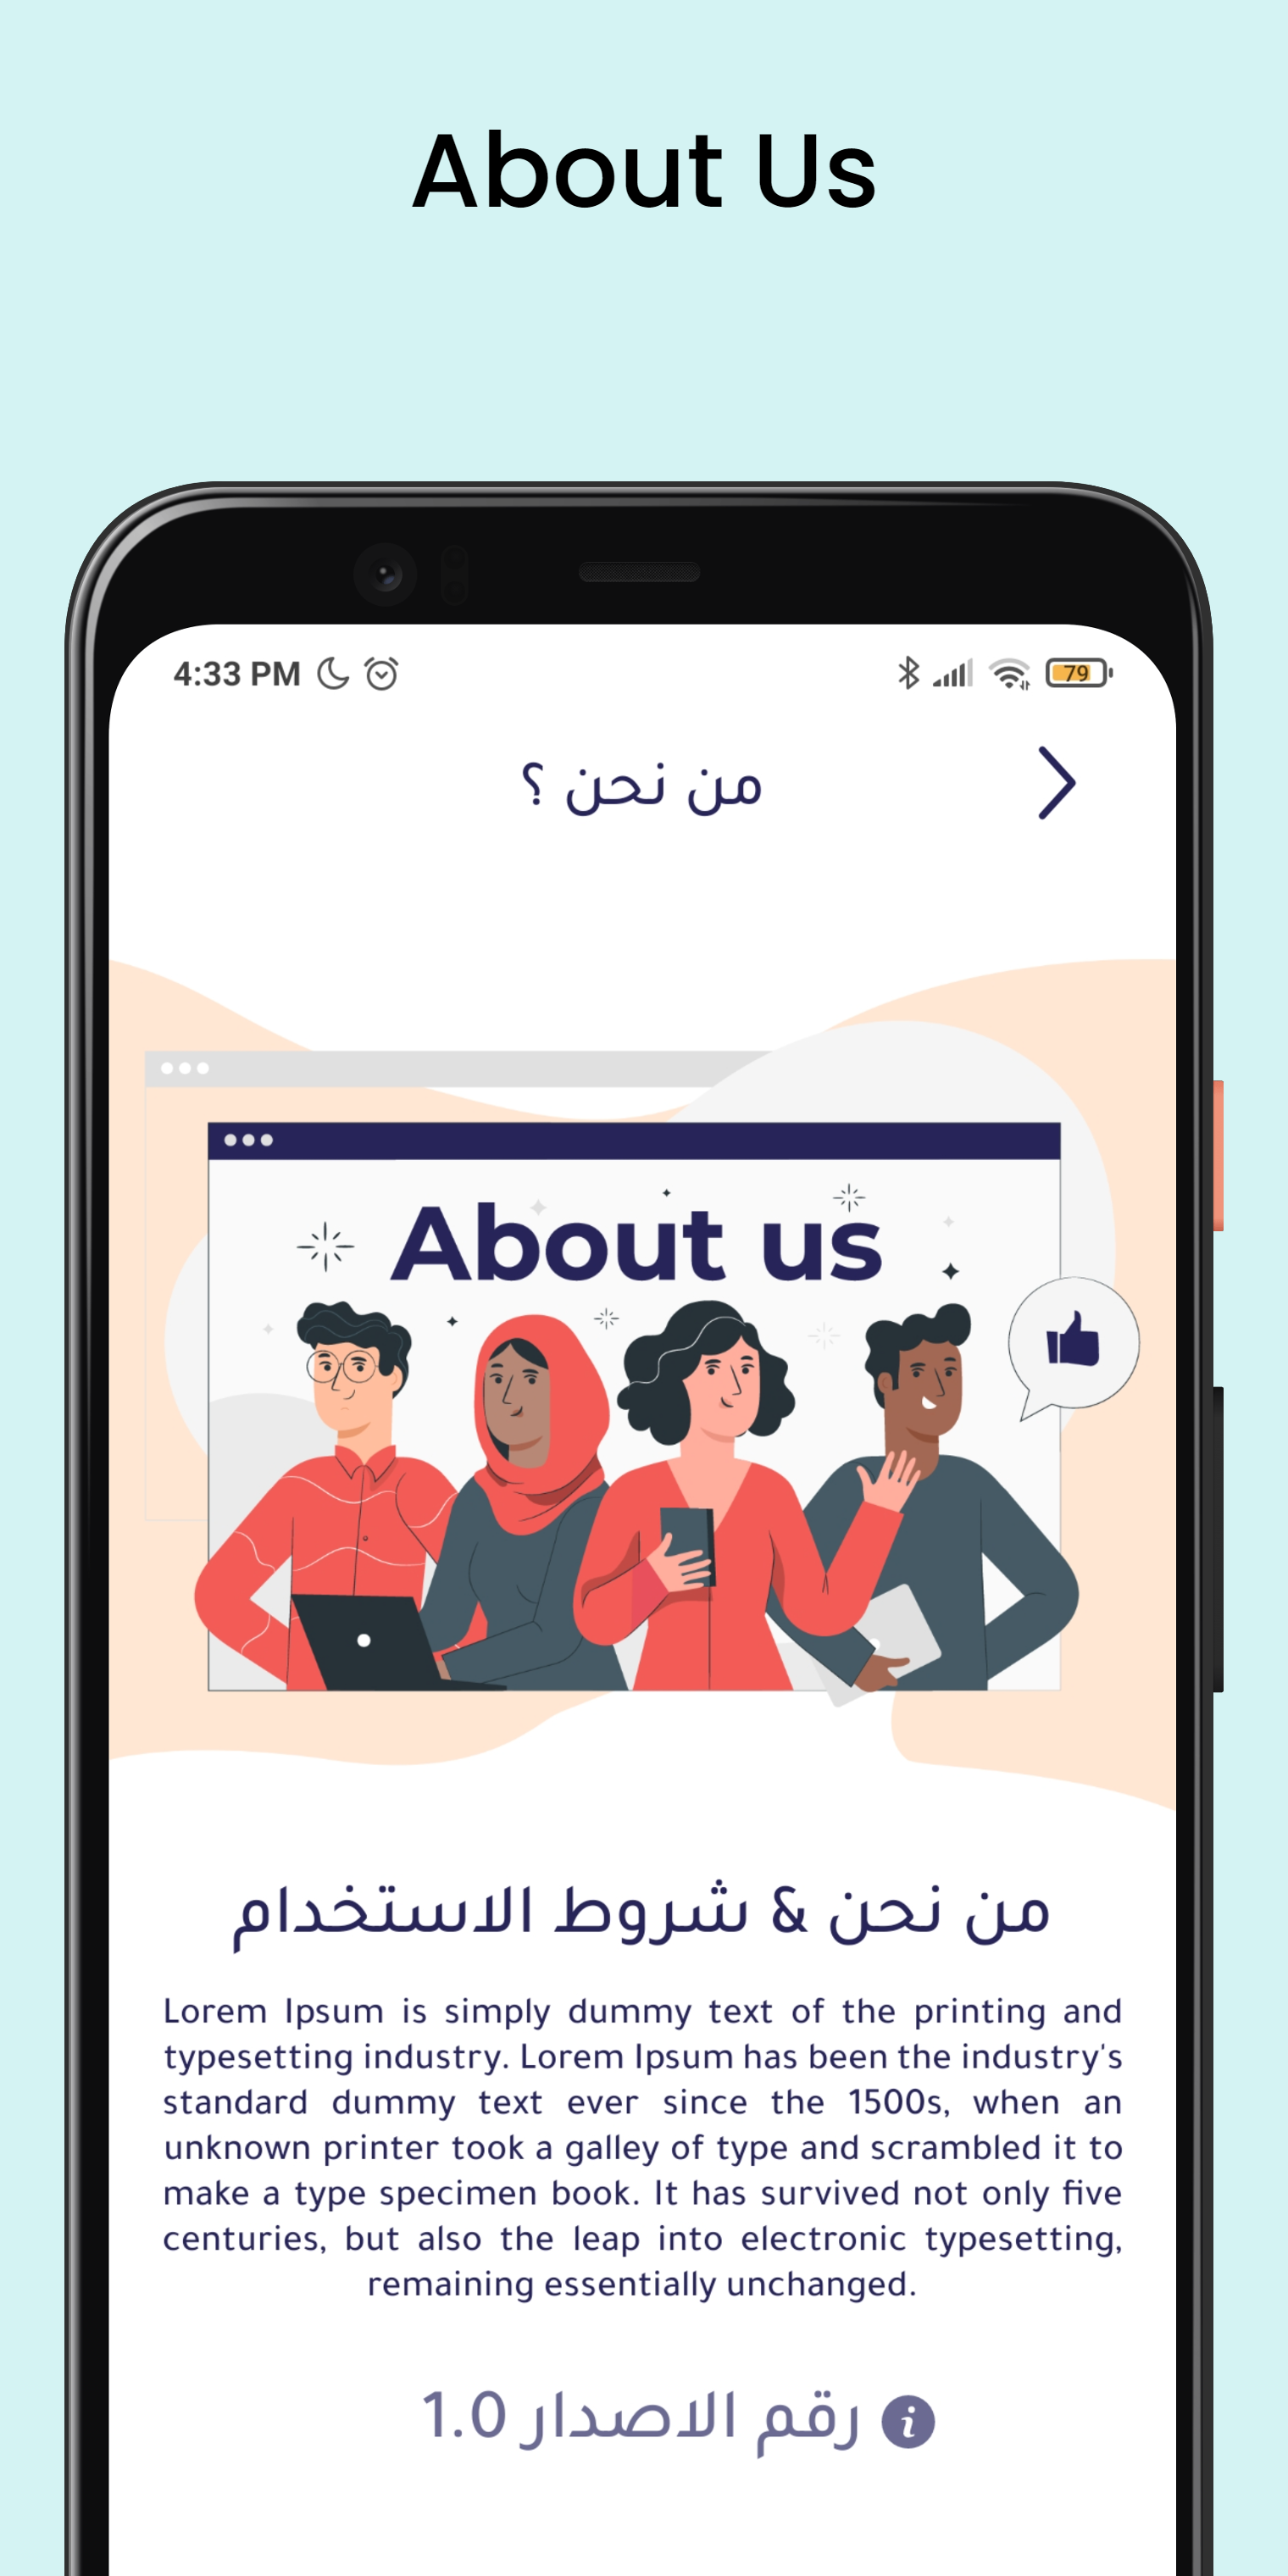 About Us
4:33 PM
79
من نحن ؟
About us
من نحن & شروط الاستخدام
Lorem Ipsum is simply dummy text of the printing and
typesetting industry. Lorem Ipsum has been the industry's
standard dummy text ever since the 1500s, when an
unknown printer took a galley of type and scrambled it to
make a type specimen book. It has survived not only five
centuries, but also the leap into electronic typesetting,
remaining essentially unchanged.
رقم الاصدار 1.0